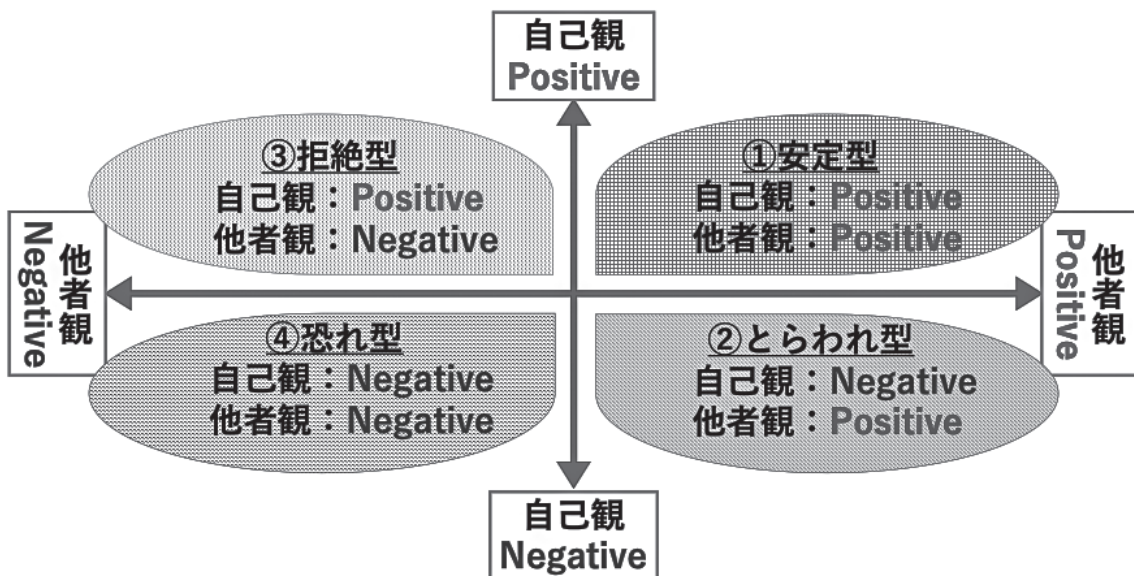 自己観
Positive
③拒絶型
自己観：Positive
他者観：Negative
①安定型
自己観：Positive
他者観：Positive
他者観
Negative
他者観
Positive
④恐れ型
自己観：Negative
他者観：Negative
②とらわれ型
自己観：Negative
他者観：Positive
自己観
Negative